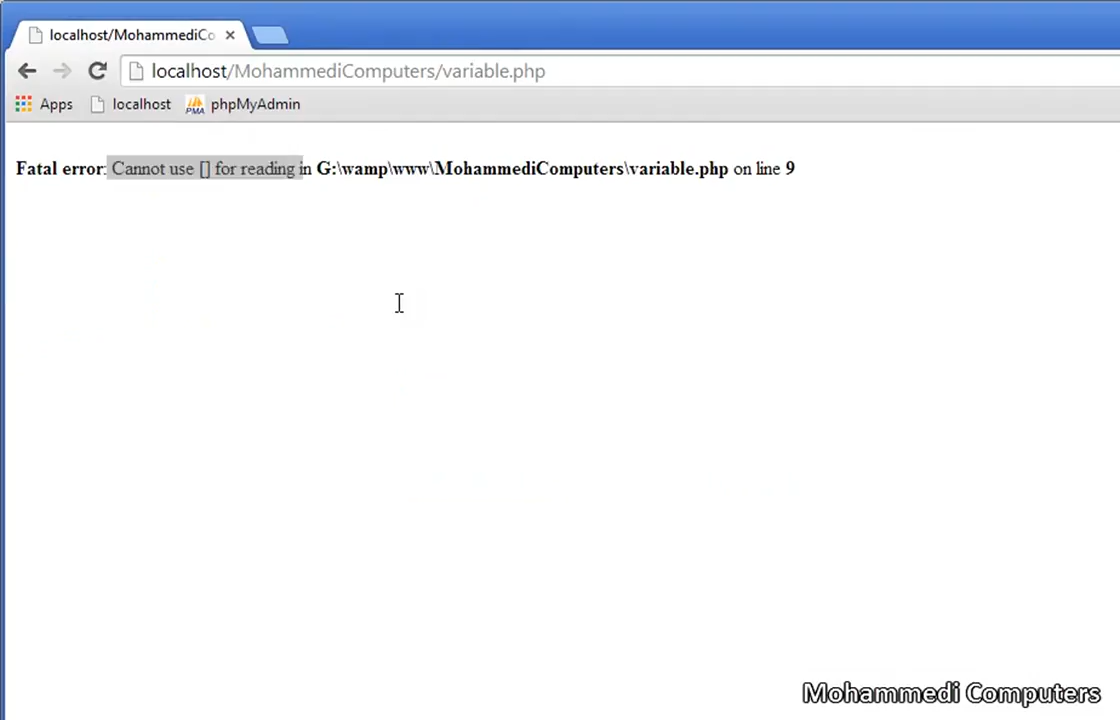 localhost/MohammediCo
localhost/MohammediComputers/variable.php
Apps localhost PMA phpMyAdmin
Fatal error: Cannot use [] for reading in G:\wamp\www\MohammediComputers\variable.php on line 9
Mohammedi Computers